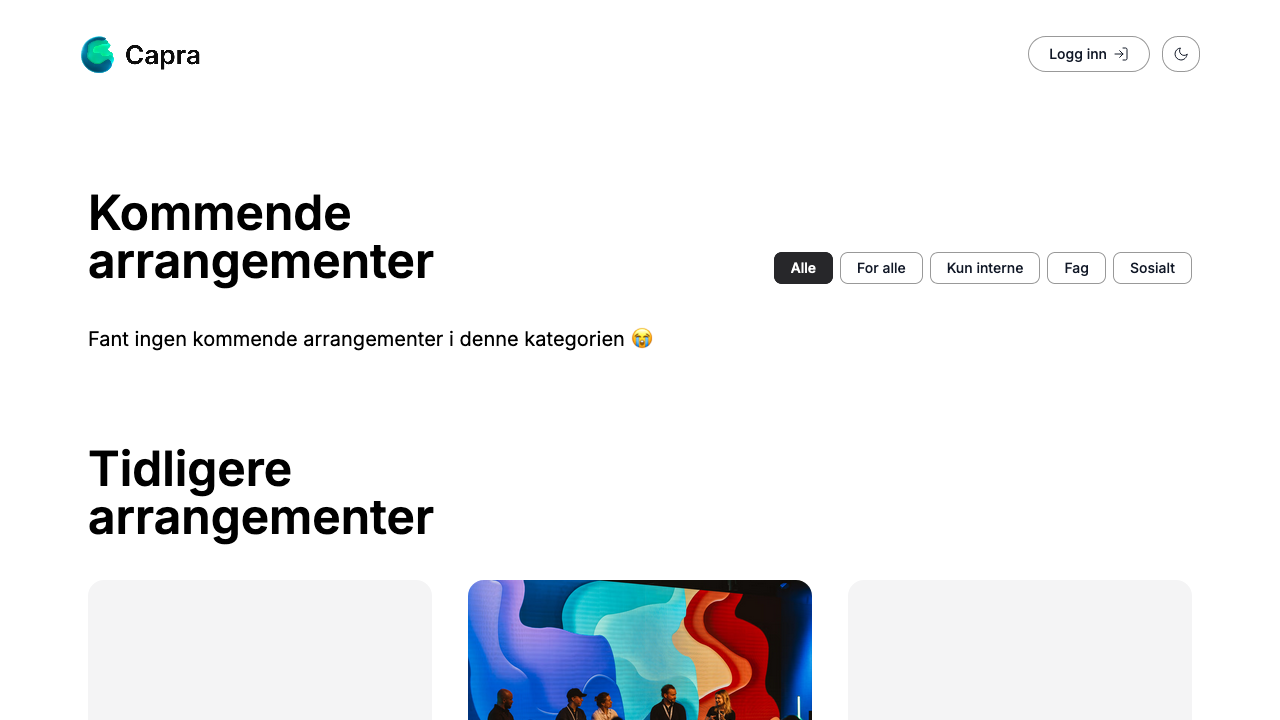 Capra
Logg inn
Kommende
arrangementer
Alle
For alle
Kun interne
Fag
Sosialt
Fant ingen kommende arrangementer i denne kategorien 😭
Tidligere
arrangementer